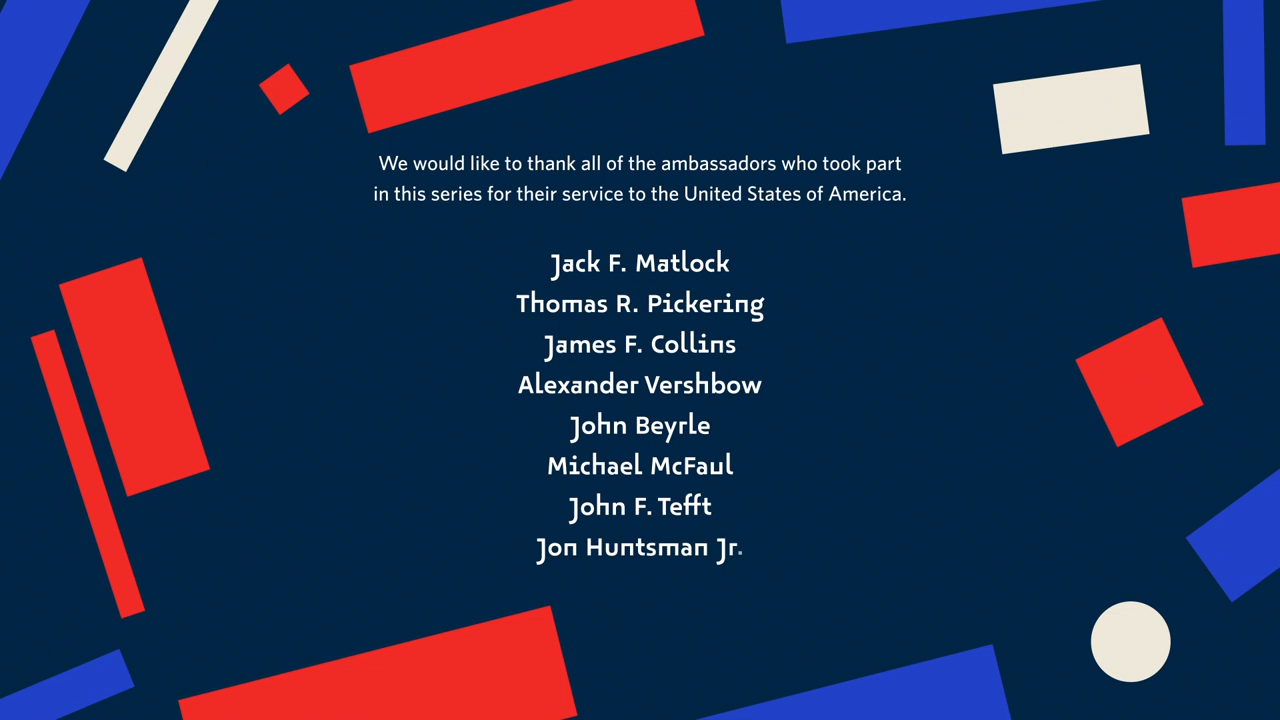 We would like to thank all of the ambassadors who took part
in this series for their service to the United States of America.
Jack F. Matlock
Thomas R. Pickering
James F. Collins
Alexander Vershbow
John Beyrle
Michael McFaul
John F. Tefft
Jon Huntsman Jr.